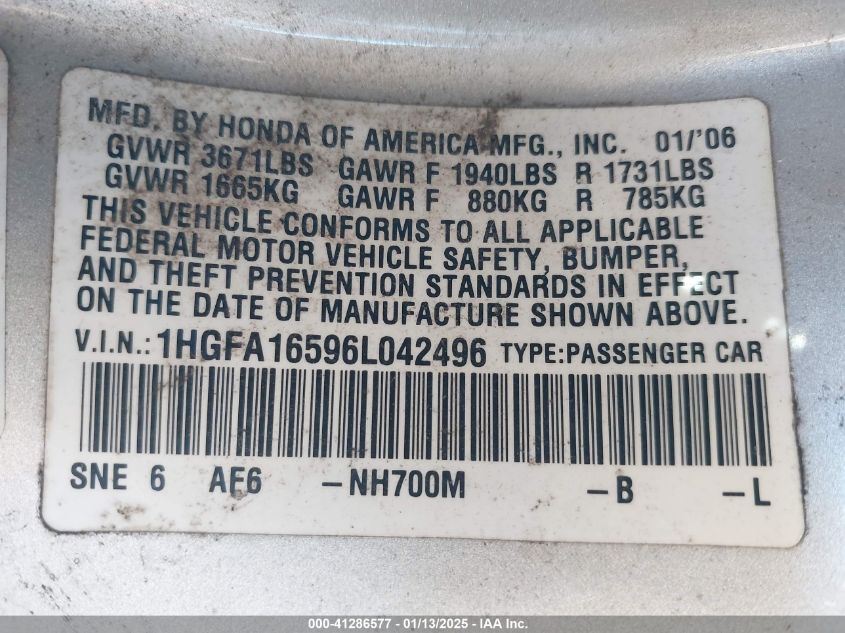 MFD. BY HONDA OF AMERICA MFG., INC. 01/'06
GVWR 3671LBS GAWR F 1940LBS R 1731LBS
GVWR 1665KG GAWR F 880KG R 785KG
THIS VEHICLE CONFORMS TO ALL APPLICABLE
FEDERAL MOTOR VEHICLE SAFETY, BUMPER,
AND THEFT PREVENTION STANDARDS IN EFFECT
ON THE DATE OF MANUFACTURE SHOWN ABOVE.
V.I.N.: 1HGFA16596L042496 TYPE:PASSENGER CAR
SNE 6 AF6 -NH700M -B -L
000-41286577 - 01/13/2025 - IAA Inc.